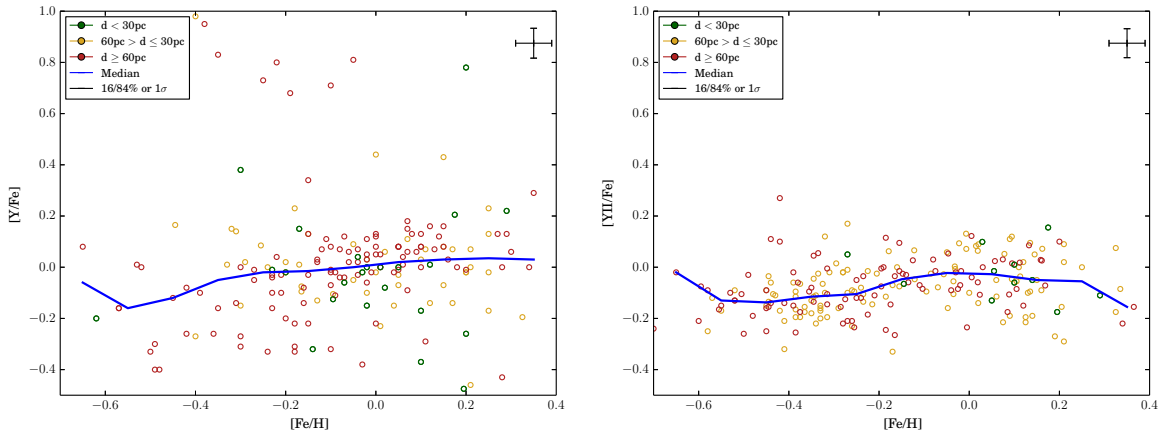 d < 30pc
60pc > d ≤ 30pc
d ≥ 60pc
Median
16/84% or 1σ
[Y/Fe]
1.0
0.8
0.6
0.4
0.2
0.0
−0.2
−0.4
−0.6 −0.4 −0.2 0.0 0.2 0.4
[Fe/H]
d < 30pc
60pc > d ≤ 30pc
d ≥ 60pc
Median
16/84% or 1σ
[YII/Fe]
1.0
0.8
0.6
0.4
0.2
0.0
−0.2
−0.4
−0.6 −0.4 −0.2 0.0 0.2 0.4
[Fe/H]